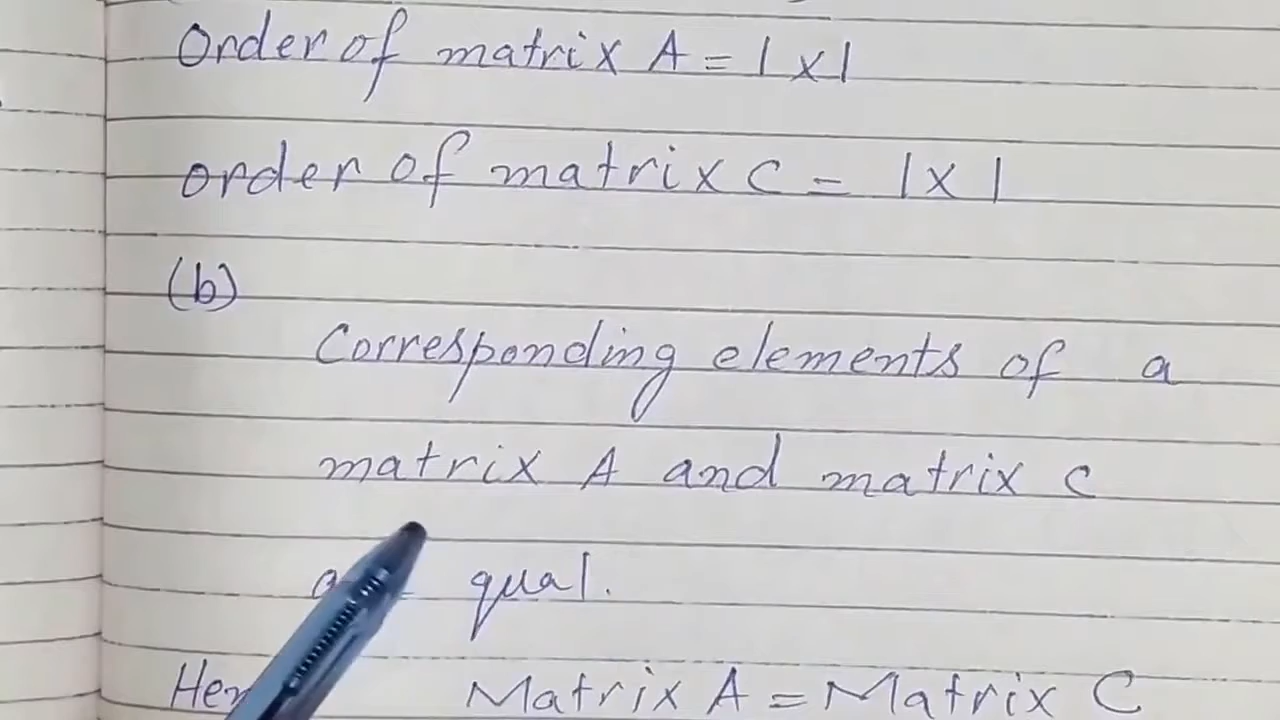 Order of matrix A = 1 x 1
order of matrix C = 1 x 1
(b)
Corresponding elements of a
matrix A and matrix C
qual.
Matrix A = Matrix C